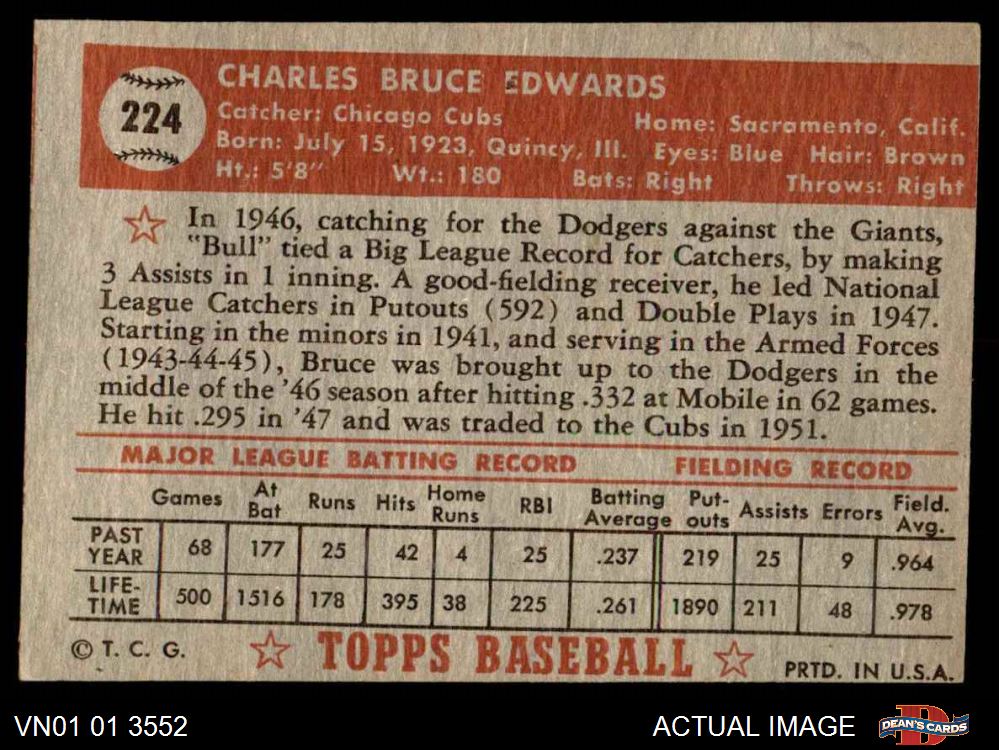 224
CHARLES BRUCE EDWARDS
Catcher: Chicago Cubs Home: Sacramento, Calif.
Born: July 15, 1923, Quincy, Ill. Eyes: Blue Hair: Brown
Ht.: 5'8" Wt.: 180 Bats: Right Throws: Right
In 1946, catching for the Dodgers against the Giants,
"Bull" tied a Big League Record for Catchers, by making
3 Assists in 1 inning. A good-fielding receiver, he led National
League Catchers in Putouts (592) and Double Plays in 1947.
Starting in the minors in 1941, and serving in the Armed Forces
(1943-44-45), Bruce was brought up to the Dodgers in the
middle of the '46 season after hitting .332 at Mobile in 62 games.
He hit .295 in '47 and was traded to the Cubs in 1951.
MAJOR LEAGUE BATTING RECORD FIELDING RECORD
Games At Bat Runs Hits Home Runs RBI Batting Average Put-outs Assists Errors Field. Avg.
PAST YEAR 68 177 25 42 4 25 .237 219 25 9 .964
LIFE-TIME 500 1516 178 395 38 225 .261 1890 211 48 .978
© T. C. G. TOPPS BASEBALL PRTD. IN U.S.A.
VN01 01 3552 ACTUAL IMAGE DEAN'S CARDS